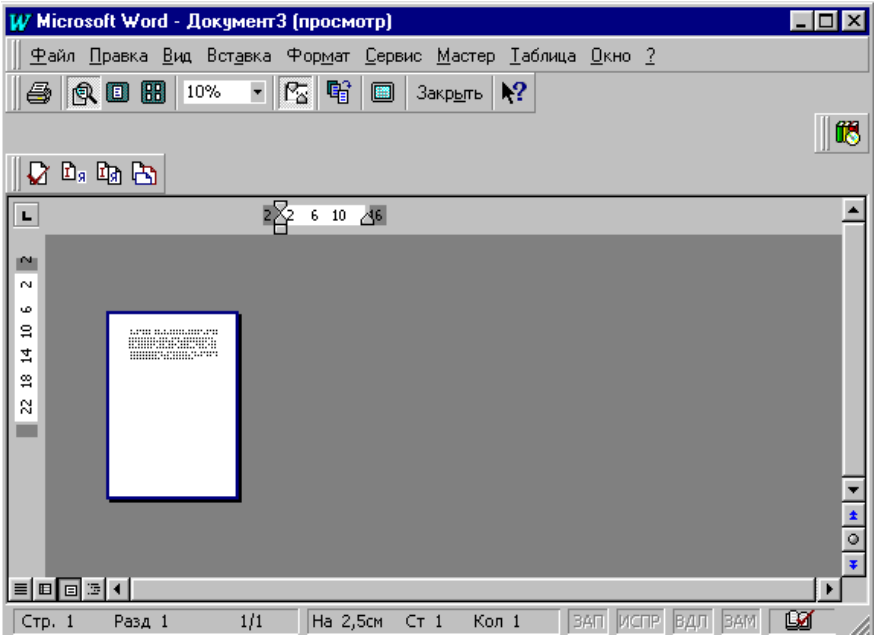 Microsoft Word - Документ3 (просмотр)
Файл Правка Вид Вставка Формат Сервис Мастер Таблица Окно ?
10% Закрыть
2 2 6 10 16
2
2
6
10
14
18
22
Стр. 1 Разд 1 1/1 На 2,5см Ст 1 Кол 1 ЗАП ИСПР ВДЛ ЗАМ